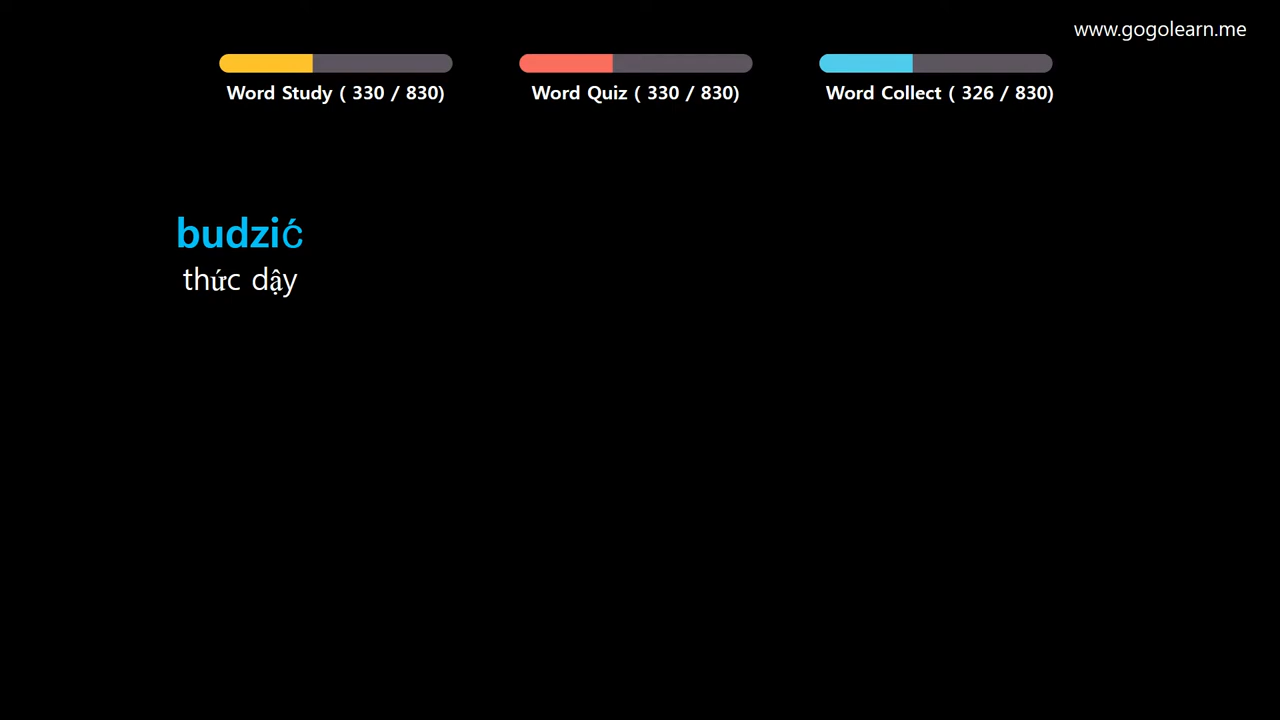 www.gogolearn.me
Word Study ( 330 / 830)
Word Quiz ( 330 / 830)
Word Collect ( 326 / 830)
budzić
thức dậy